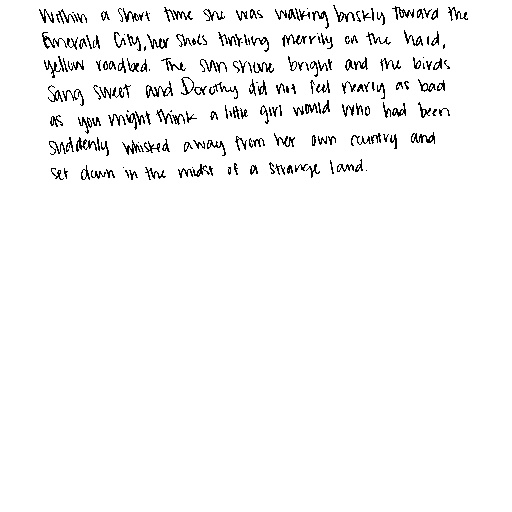 Within a short time she was walking briskly toward the
Emerald City, her shoes tinkling merrily on the hard,
yellow roadbed. The sun shone bright and the birds
sang sweet and Dorothy did not feel nearly as bad
as you might think a little girl would who had been
suddenly whisked away from her own country and
set down in the midst of a strange land.